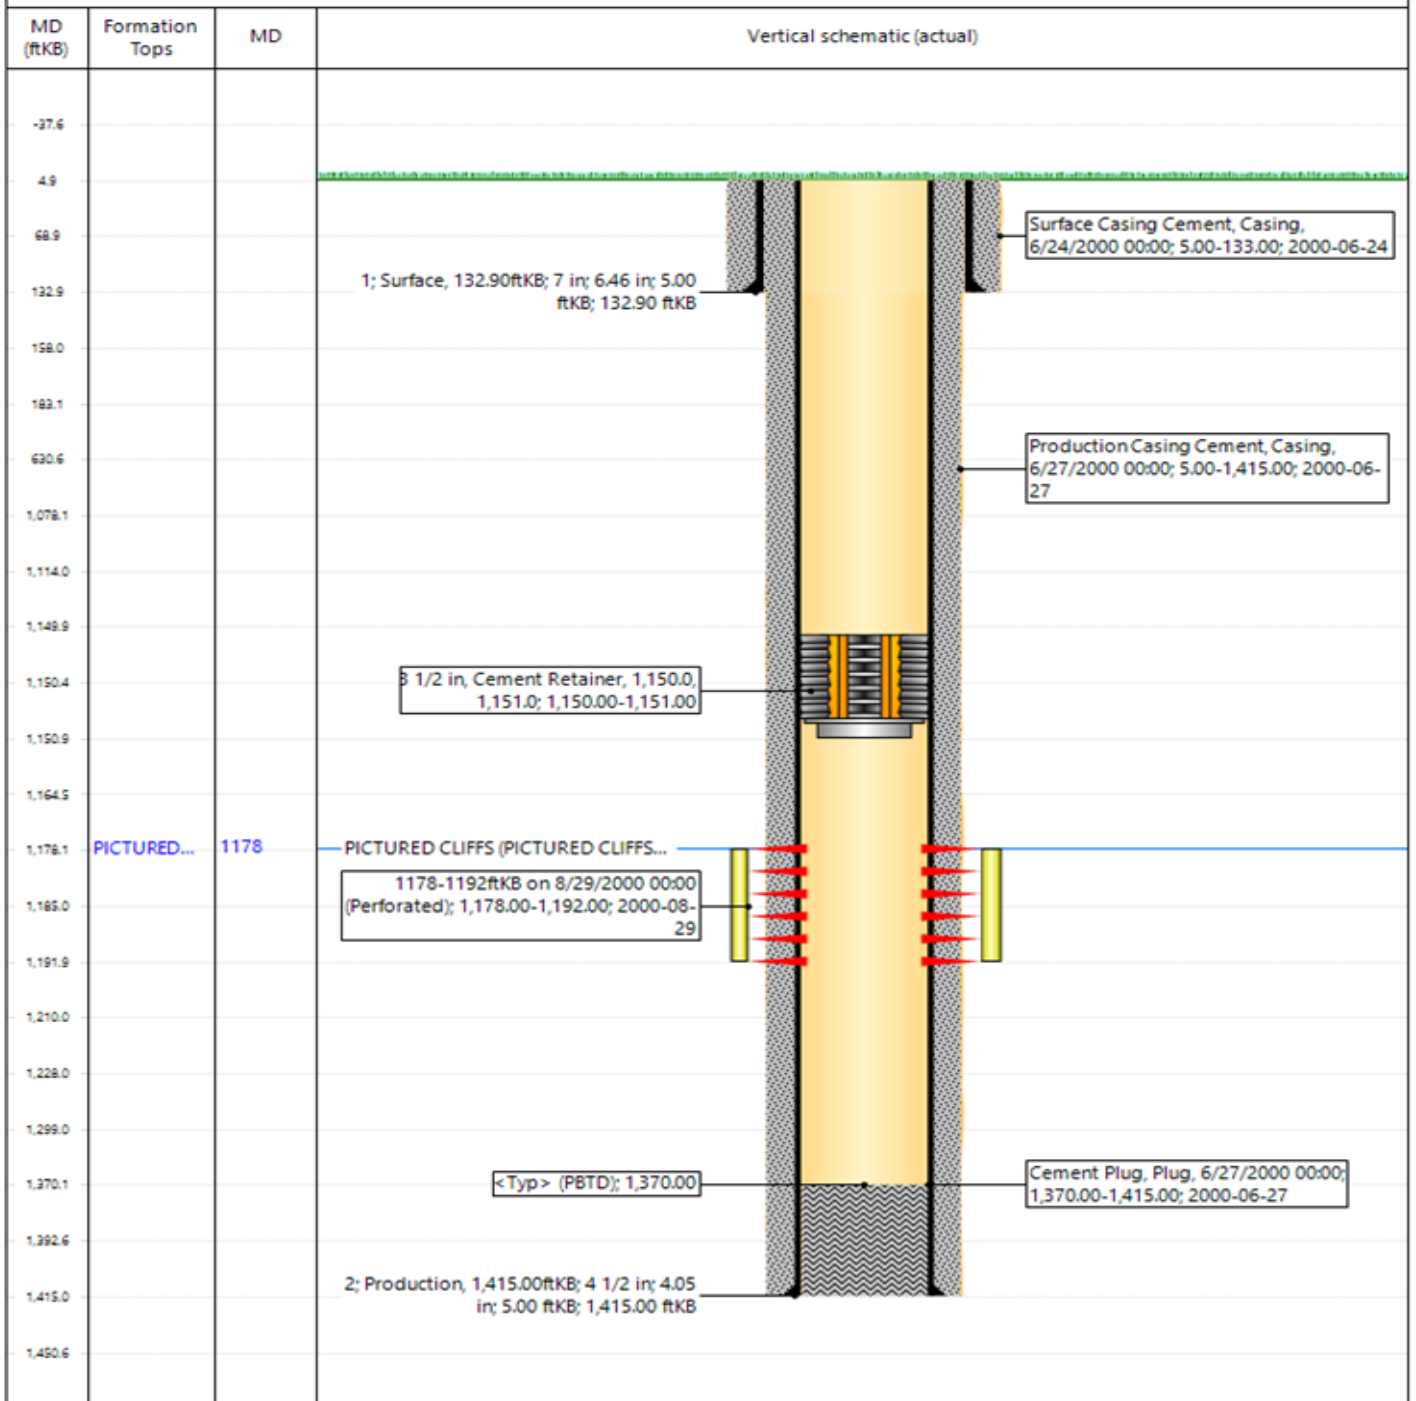 MD
(ftKB)
Formation
Tops
MD
Vertical schematic (actual)
-37.6
4.9
68.9
Surface Casing Cement, Casing,
6/24/2000 00:00; 5.00-133.00; 2000-06-24
1; Surface, 132.90ftKB; 7 in; 6.46 in; 5.00
ftKB; 132.90 ftKB
132.9
158.0
183.1
630.6
Production Casing Cement, Casing,
6/27/2000 00:00; 5.00-1,415.00; 2000-06-
27
1,078.1
1,114.0
1,149.9
1,150.4
3 1/2 in, Cement Retainer, 1,150.0,
1,151.0; 1,150.00-1,151.00
1,150.9
1,164.5
1,178.1
PICTURED...
1178
PICTURED CLIFFS (PICTURED CLIFFS...
1178-1192ftKB on 8/29/2000 00:00
(Perforated); 1,178.00-1,192.00; 2000-08-
29
1,185.0
1,191.9
1,210.0
1,228.0
1,299.0
1,370.1
<Typ> (PBTD); 1,370.00
Cement Plug, Plug, 6/27/2000 00:00;
1,370.00-1,415.00; 2000-06-27
1,392.6
2; Production, 1,415.00ftKB; 4 1/2 in; 4.05
in; 5.00 ftKB; 1,415.00 ftKB
1,415.0
1,450.6